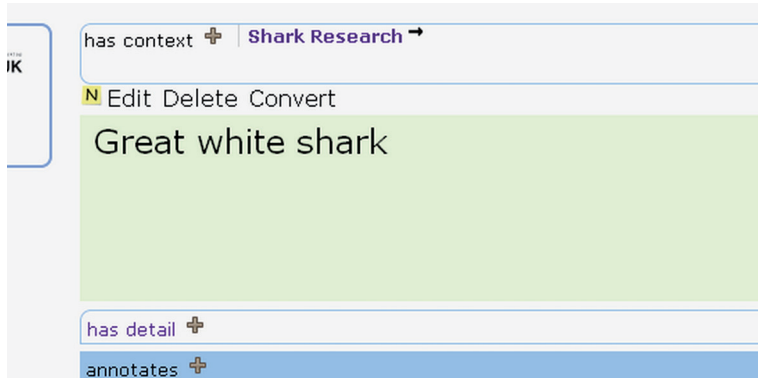 has context Shark Research →
UK
N Edit Delete Convert
Great white shark
has detail
annotates